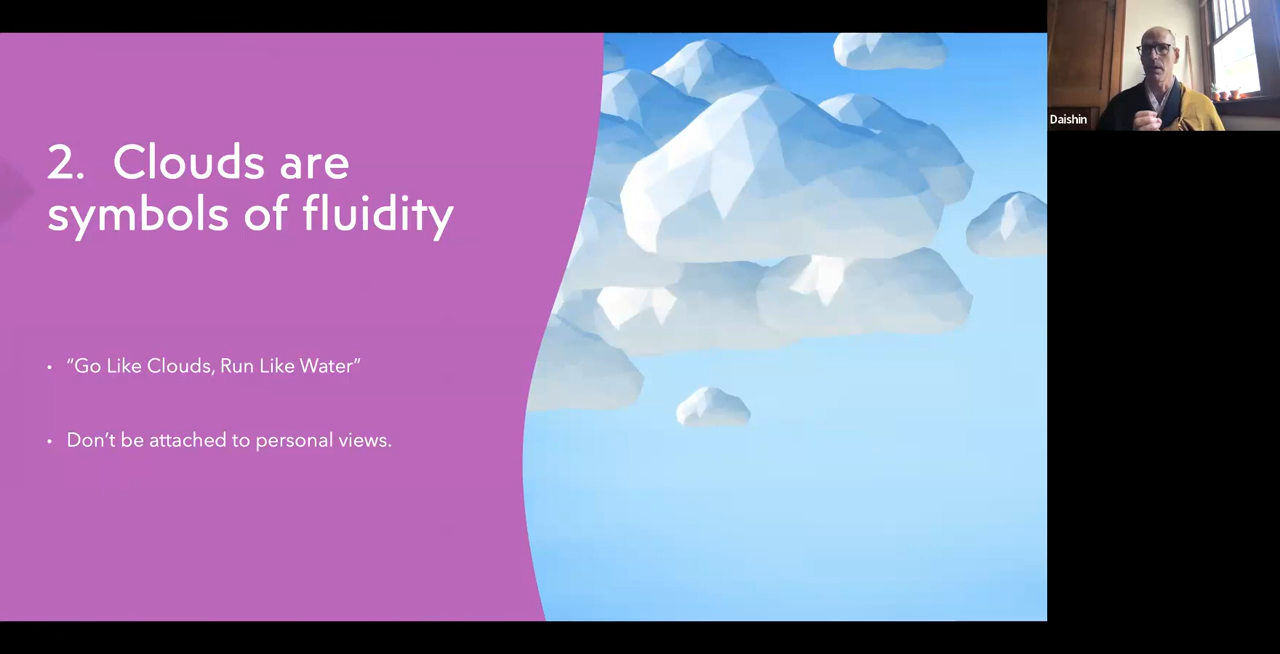 2. Clouds are
symbols of fluidity
• “Go Like Clouds, Run Like Water”
• Don’t be attached to personal views.
Daishin